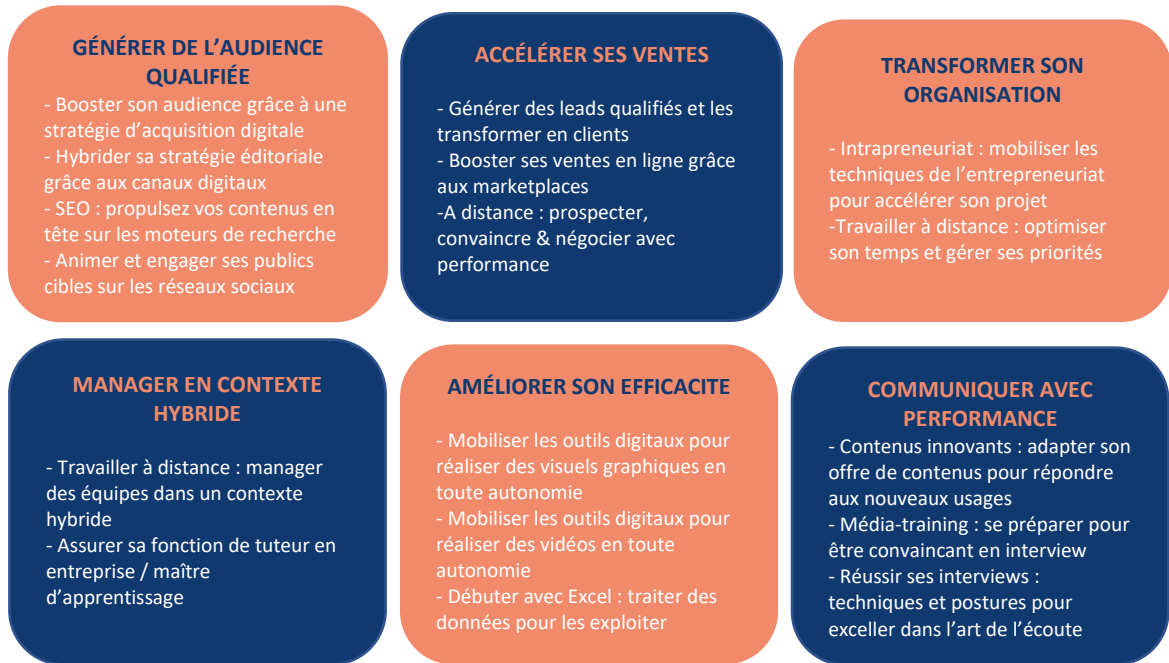 GÉNÉRER DE L'AUDIENCE
QUALIFIÉE
- Booster son audience grâce à une
stratégie d'acquisition digitale
- Hybrider sa stratégie éditoriale
grâce aux canaux digitaux
- SEO : propulsez vos contenus en
tête sur les moteurs de recherche
- Animer et engager ses publics
cibles sur les réseaux sociaux
ACCÉLÉRER SES VENTES
- Générer des leads qualifiés et les
transformer en clients
- Booster ses ventes en ligne grâce
aux marketplaces
-A distance : prospecter,
convaincre & négocier avec
performance
TRANSFORMER SON
ORGANISATION
- Intrapreneuriat : mobiliser les
techniques de l'entrepreneuriat
pour accélérer son projet
-Travailler à distance : optimiser
son temps et gérer ses priorités
MANAGER EN CONTEXTE
HYBRIDE
- Travailler à distance : manager
des équipes dans un contexte
hybride
- Assurer sa fonction de tuteur en
entreprise / maître
d'apprentissage
AMÉLIORER SON EFFICACITE
- Mobiliser les outils digitaux pour
réaliser des visuels graphiques en
toute autonomie
- Mobiliser les outils digitaux pour
réaliser des vidéos en toute
autonomie
- Débuter avec Excel : traiter des
données pour les exploiter
COMMUNIQUER AVEC
PERFORMANCE
- Contenus innovants : adapter son
offre de contenus pour répondre
aux nouveaux usages
- Média-training : se préparer pour
être convaincant en interview
- Réussir ses interviews :
techniques et postures pour
exceller dans l'art de l'écoute